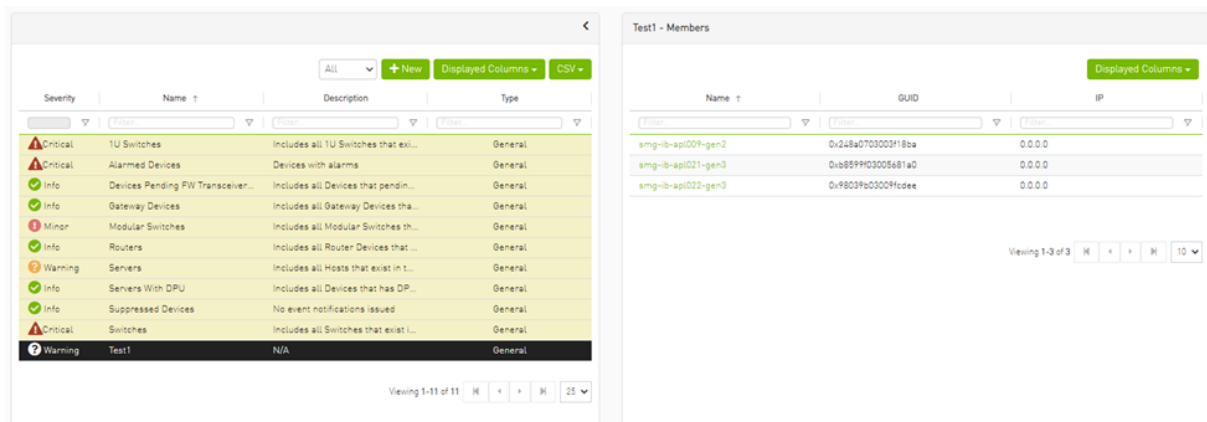 Test1 - Members
All + New Displayed Columns CSV
Displayed Columns
Severity Name ↑ Description Type
Name ↑ GUID IP
Filter... Filter... Filter...
Filter... Filter... Filter...
Critical 1U Switches Includes all 1U Switches that exi... General
Critical Alarmed Devices Devices with alarms General
Info Devices Pending FW Transceiver... Includes all Devices that pendin... General
Info Gateway Devices Includes all Gateway Devices tha... General
Minor Modular Switches Includes all Modular Switches th... General
Info Routers Includes all Router Devices that ... General
Warning Servers Includes all Hosts that exist in t... General
Info Servers With DPU Includes all Devices that has DP... General
Info Suppressed Devices No event notifications issued General
Critical Switches Includes all Switches that exist i... General
Warning Test1 N/A General
Viewing 1-11 of 11 25
smg-ib-apl009-gen2 0x248a0703003f18ba 0.0.0.0
smg-ib-apl021-gen3 0xb8599f03005681a0 0.0.0.0
smg-ib-apl022-gen3 0x98039b03009fcdee 0.0.0.0
Viewing 1-3 of 3 10